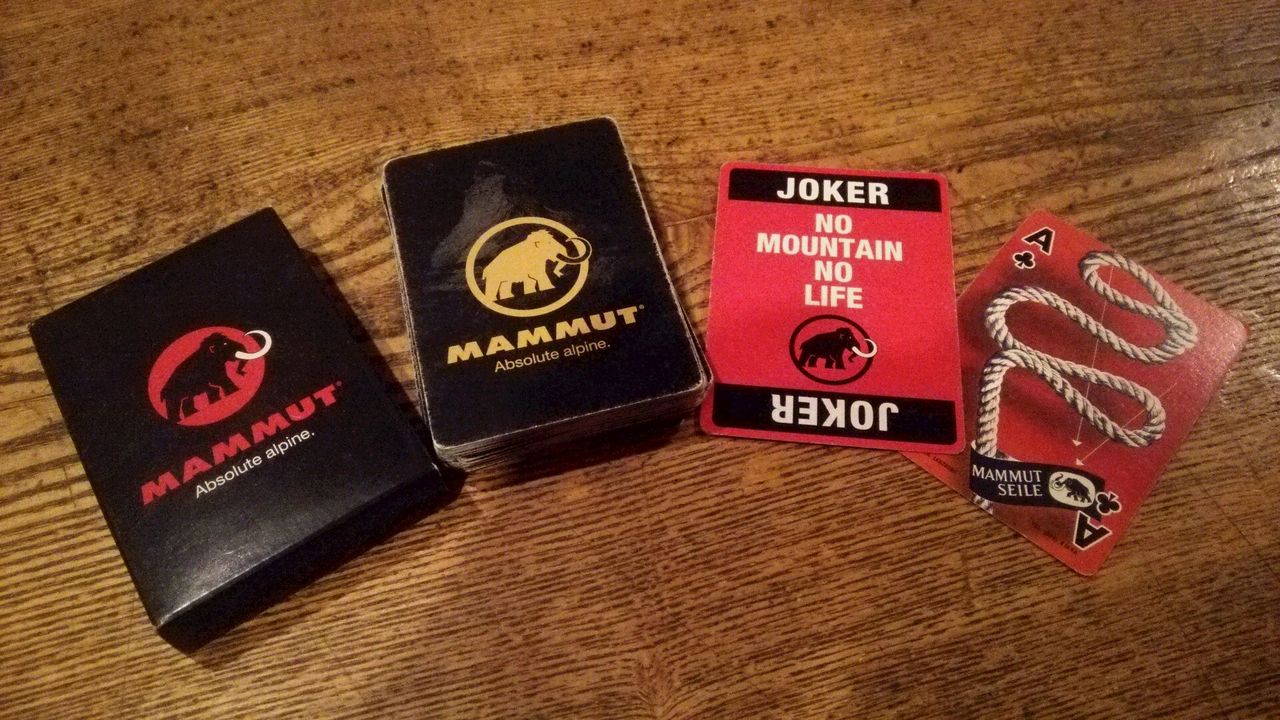 MAMMUT
Absolute alpine.
MAMMUT®
Absolute alpine.
JOKER
NO
MOUNTAIN
NO
LIFE
JOKER
A
MAMMUT
SEILE
A